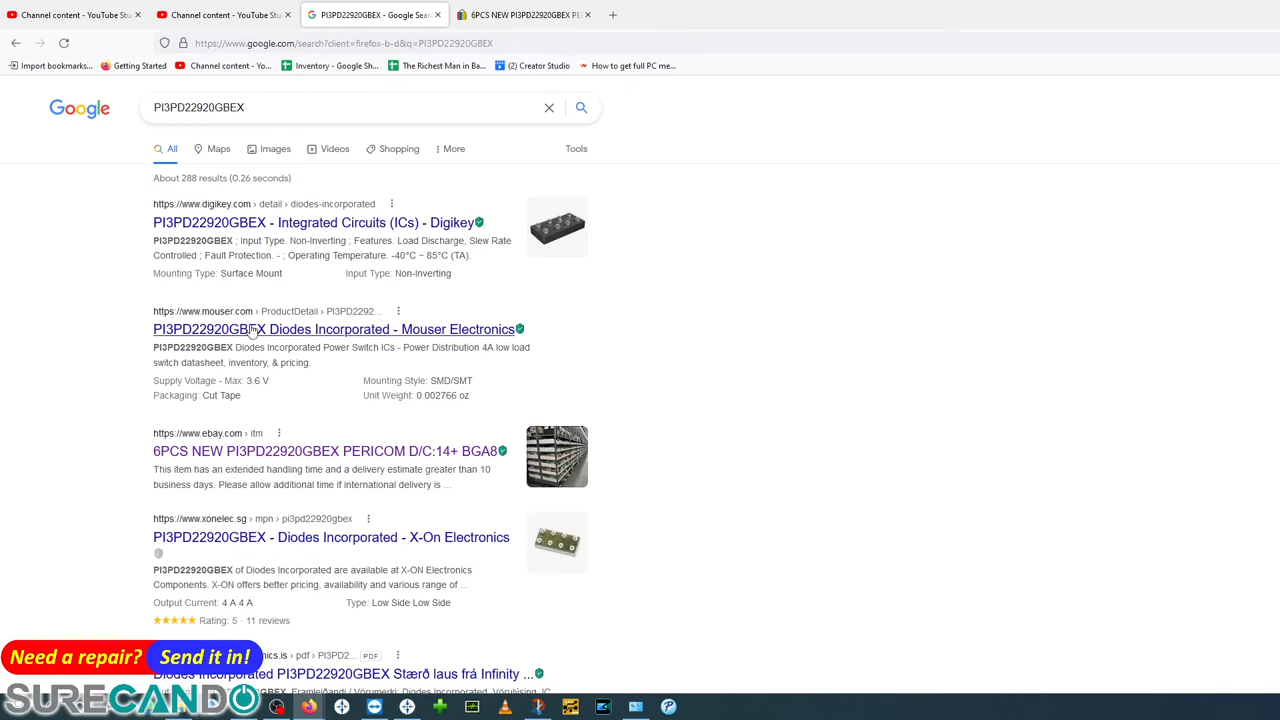 Channel content - YouTube Stu
Channel content - YouTube Stu
PI3PD22920GBEX - Google Sear
6PCS NEW PI3PD22920GBEX PE
https://www.google.com/search?client=firefox-b-d&q=PI3PD22920GBEX
Import bookmarks...
Getting Started
Channel content - Yo...
Inventory - Google Sh...
The Richest Man in Ba...
(2) Creator Studio
How to get full PC me...
Google
PI3PD22920GBEX
All
Maps
Images
Videos
Shopping
More
Tools
About 288 results (0.26 seconds)
https://www.digikey.com › detail › diodes-incorporated
PI3PD22920GBEX - Integrated Circuits (ICs) - Digikey
PI3PD22920GBEX ; Input Type. Non-Inverting ; Features. Load Discharge, Slew Rate
Controlled ; Fault Protection. - ; Operating Temperature. -40°C ~ 85°C (TA).
Mounting Type: Surface Mount
Input Type: Non-Inverting
https://www.mouser.com › ProductDetail › PI3PD2292...
PI3PD22920GBEX Diodes Incorporated - Mouser Electronics
PI3PD22920GBEX Diodes Incorporated Power Switch ICs - Power Distribution 4A low load
switch datasheet, inventory, & pricing.
Supply Voltage - Max: 3.6 V
Mounting Style: SMD/SMT
Packaging: Cut Tape
Unit Weight: 0.002766 oz
https://www.ebay.com › itm
6PCS NEW PI3PD22920GBEX PERICOM D/C:14+ BGA8
This item has an extended handling time and a delivery estimate greater than 10
business days. Please allow additional time if international delivery is ...
https://www.xonelec.sg › mpn › pi3pd22920gbex
PI3PD22920GBEX - Diodes Incorporated - X-On Electronics
PI3PD22920GBEX of Diodes Incorporated are available at X-ON Electronics
Components. X-ON offers better pricing, availability and various range of ...
Output Current: 4 A 4 A
Type: Low Side Low Side
Rating: 5 · 11 reviews
Need a repair? Send it in!
cs.is › pdf › PI3PD2...
PDF
Diodes Incorporated PI3PD22920GBEX Stærð laus frá Infinity ...
SURECANDO